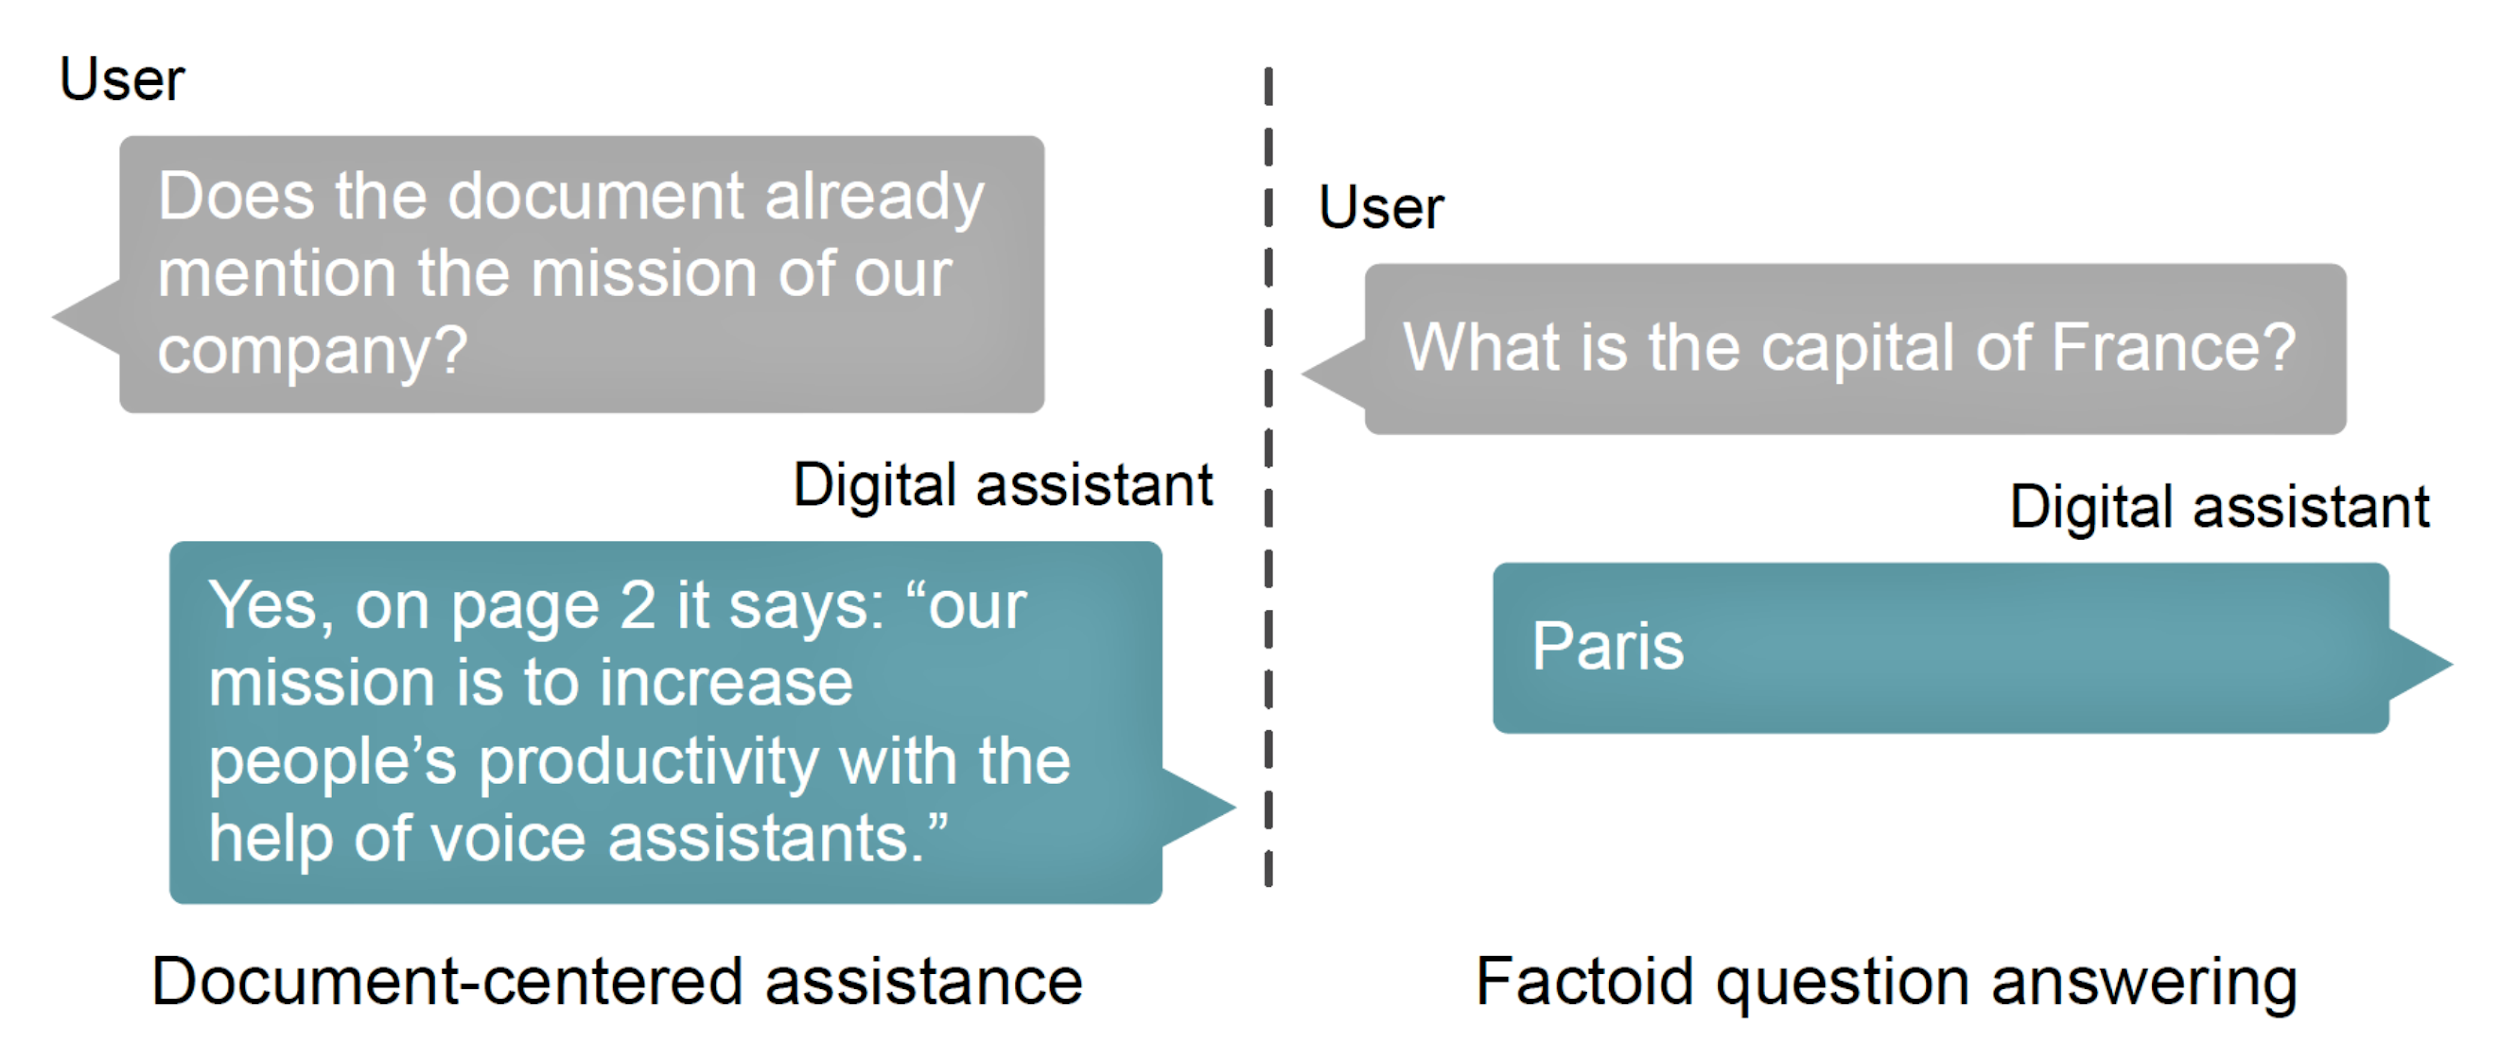 User
Does the document already
mention the mission of our
company?
Digital assistant
Yes, on page 2 it says: “our
mission is to increase
people’s productivity with the
help of voice assistants.”
Document-centered assistance
User
What is the capital of France?
Digital assistant
Paris
Factoid question answering